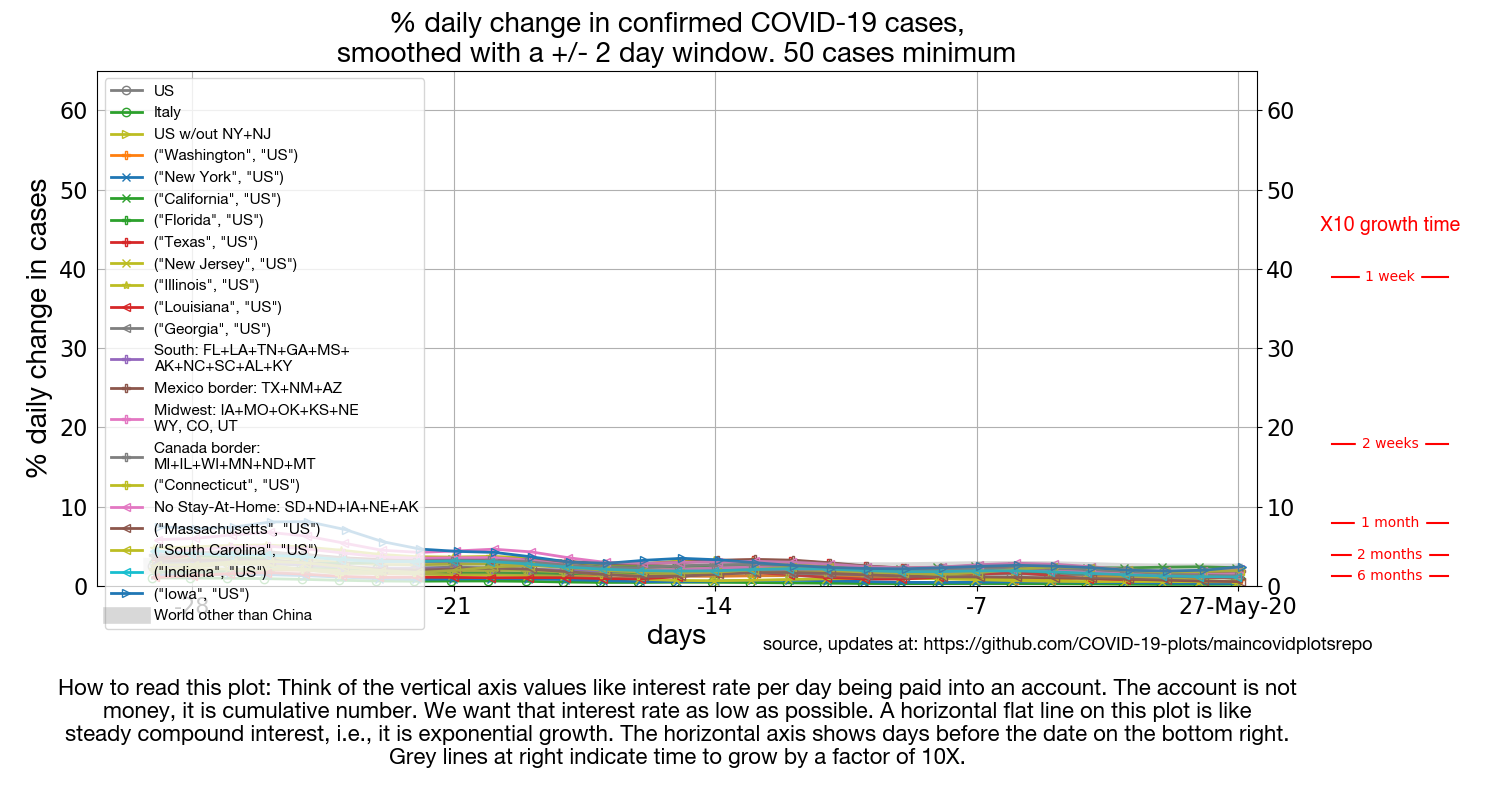 % daily change in confirmed COVID-19 cases,
smoothed with a +/- 2 day window. 50 cases minimum
% daily change in cases
60
50
40
30
20
10
0
US
Italy
US w/out NY+NJ
("Washington", "US")
("New York", "US")
("California", "US")
("Florida", "US")
("Texas", "US")
("New Jersey", "US")
("Illinois", "US")
("Louisiana", "US")
("Georgia", "US")
South: FL+LA+TN+GA+MS+
AK+NC+SC+AL+KY
Mexico border: TX+NM+AZ
Midwest: IA+MO+OK+KS+NE
WY, CO, UT
Canada border:
MI+IL+WI+MN+ND+MT
("Connecticut", "US")
No Stay-At-Home: SD+ND+IA+NE+AK
("Massachusetts", "US")
("South Carolina", "US")
("Indiana", "US")
("Iowa", "US")
World other than China
60
50
40
30
20
10
0
X10 growth time
1 week
2 weeks
1 month
2 months
6 months
-28
-21
-14
-7
27-May-20
days
source, updates at: https://github.com/COVID-19-plots/maincovidplotsrepo
How to read this plot: Think of the vertical axis values like interest rate per day being paid into an account. The account is not
money, it is cumulative number. We want that interest rate as low as possible. A horizontal flat line on this plot is like
steady compound interest, i.e., it is exponential growth. The horizontal axis shows days before the date on the bottom right.
Grey lines at right indicate time to grow by a factor of 10X.